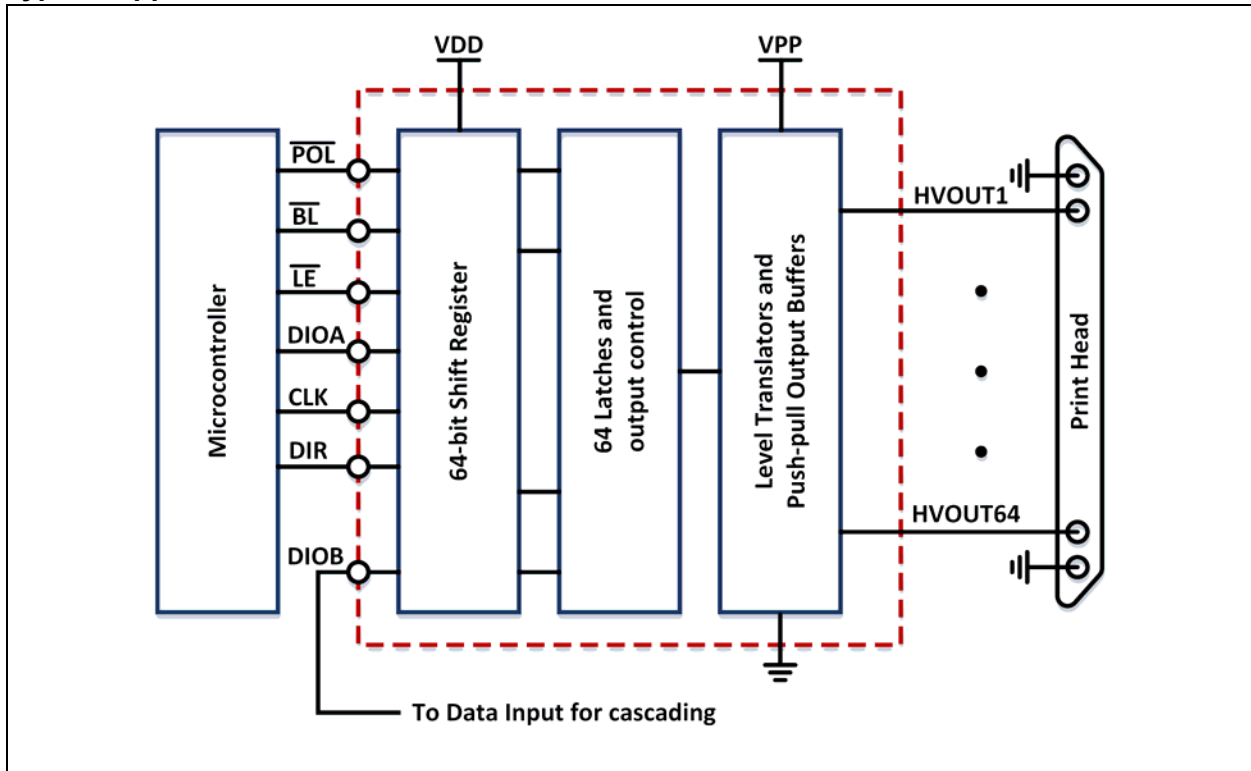 VDD
VPP
POL
BL
LE
DIOA
CLK
DIR
DIOB
Microcontroller
64-bit Shift Register
64 Latches and
output control
Level Translators and
Push-pull Output Buffers
HVOUT1
HVOUT64
Print Head
To Data Input for cascading